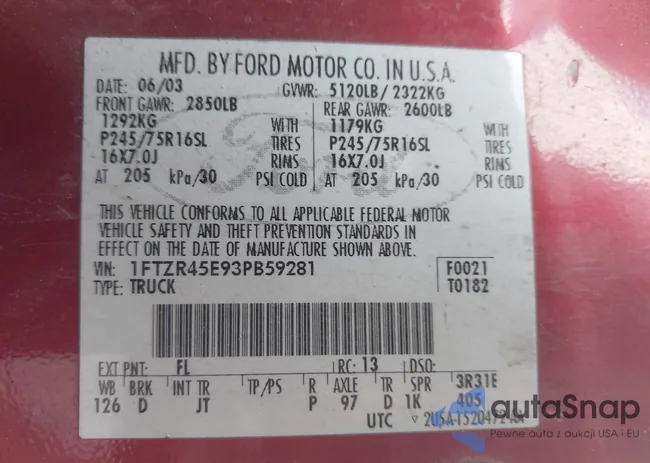 MFD. BY FORD MOTOR CO. IN U.S.A.
DATE: 06/03 GVWR: 5120LB/ 2322KG
FRONT GAWR: 2850LB REAR GAWR: 2600LB
1292KG WITH 1179KG WITH
P245/75R16SL TIRES P245/75R16SL TIRES
16X7.0J RIMS 16X7.0J RIMS
AT 205 kPa/30 PSI COLD AT 205 kPa/30 PSI COLD
THIS VEHICLE CONFORMS TO ALL APPLICABLE FEDERAL MOTOR
VEHICLE SAFETY AND THEFT PREVENTION STANDARDS IN
EFFECT ON THE DATE OF MANUFACTURE SHOWN ABOVE.
VIN: 1FTZR45E93PB59281 F0021
TYPE: TRUCK T0182
EXT PNT: FL RC: 13 DSO:
WB BRK INT TR TP/PS R AXLE TR SPR 3R31E
126 D JT P 97 D 1K 405
UTC
autaSnap
Pewne auta z aukcji USA i EU